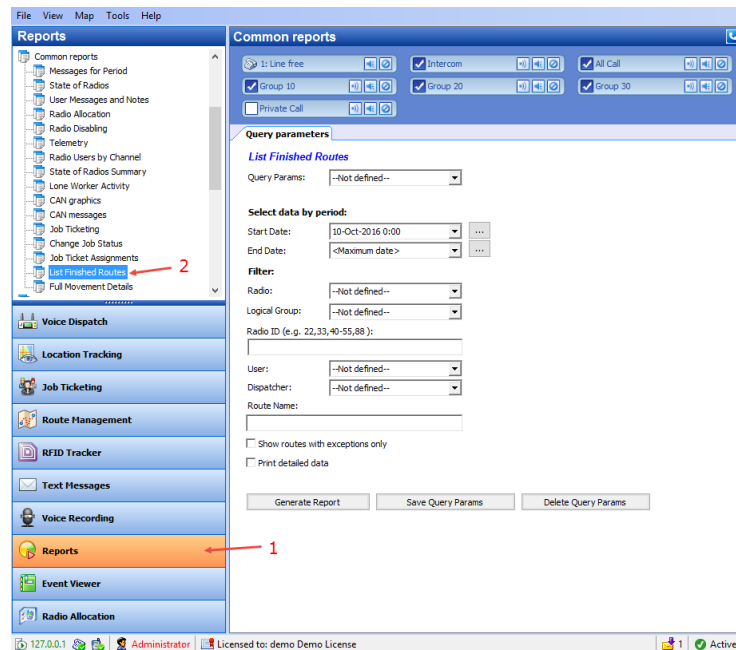 File View Map Tools Help
Reports
Common reports
Messages for Period
State of Radios
User Messages and Notes
Radio Allocation
Radio Disabling
Telemetry
Radio Users by Channel
State of Radios Summary
Lone Worker Activity
CAN graphics
CAN messages
Job Ticketing
Change Job Status
Job Ticket Assignments
List Finished Routes
2
Full Movement Details
Voice Dispatch
Location Tracking
Job Ticketing
Route Management
RFID Tracker
Text Messages
Voice Recording
Reports
1
Event Viewer
Radio Allocation
Common reports
1: Line free
Intercom
All Call
Group 10
Group 20
Group 30
Private Call
Query parameters
List Finished Routes
Query Params: --Not defined--
Select data by period:
Start Date: 10-Oct-2016 0:00 ...
End Date: <Maximum date> ...
Filter:
Radio: --Not defined--
Logical Group: --Not defined--
Radio ID (e.g. 22,33,40-55,88 ):
User: --Not defined--
Dispatcher: --Not defined--
Route Name:
Show routes with exceptions only
Print detailed data
Generate Report Save Query Params Delete Query Params
127.0.0.1 Administrator Licensed to: demo Demo License 1 Active